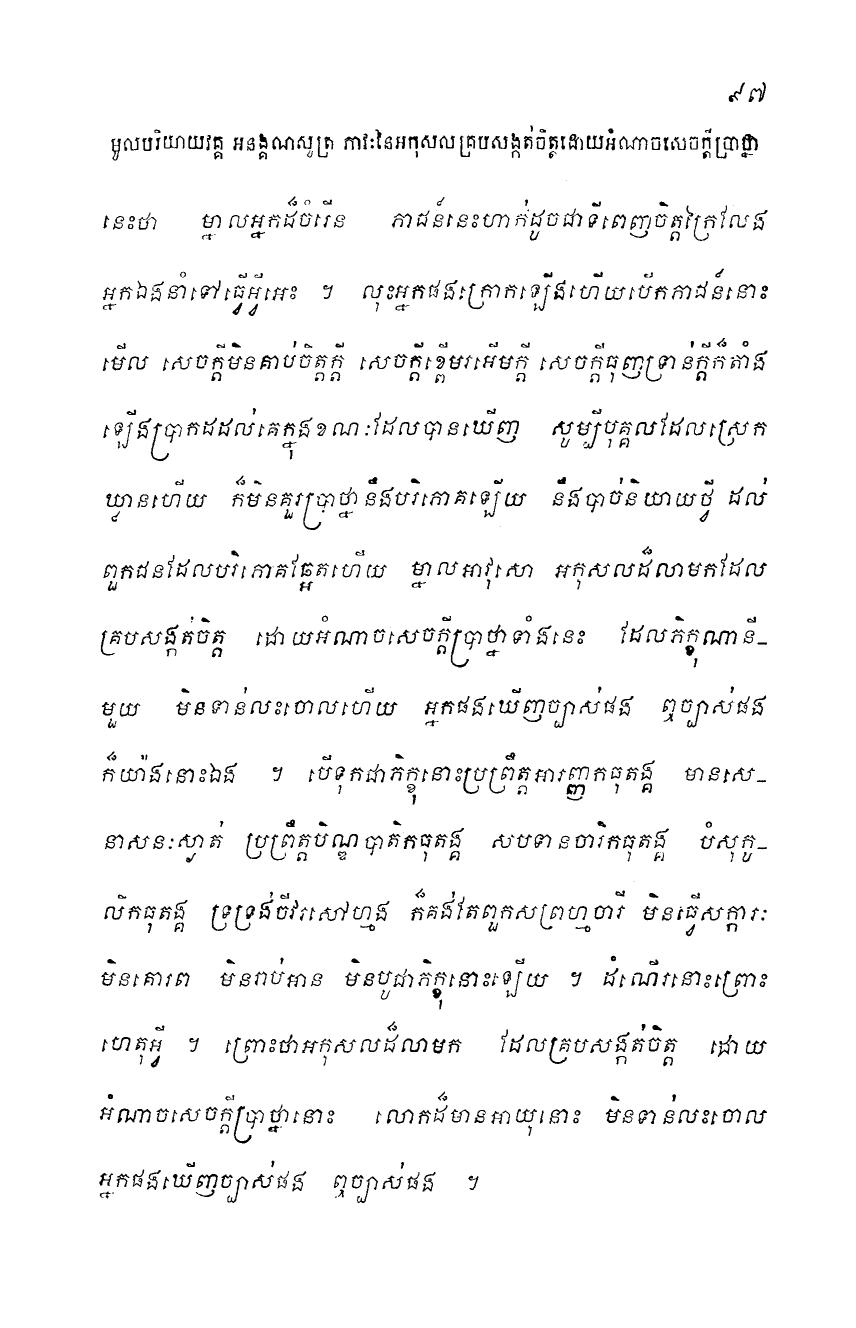 ៩៧
មូលបរិយាយវគ្គ អនង្គណសូត្រ ភាវៈនៃអកុសលគ្របសង្កត់ចិត្តដោយអំណាចសេចក្តីប្រាថ្នា
នេះថា ម្នាលអ្នកដ៏ចំរើន ភាជន៍នេះហាក់ដូចជាទីពេញចិត្តក្រៃលែង
អ្នកឯងនាំទៅធ្វើអ្វីអេះ ។ លុះអ្នកផងក្រោកឡើងហើយបើកភាជន៍នោះ
មើល សេចក្តីមិនគាប់ចិត្តក្តី សេចក្តីខ្ពើមរអើមក្តី សេចក្តីធុញទ្រាន់ក្តីក៏តាំង
ឡើងប្រាកដដល់គេក្នុងខណៈដែលបានឃើញ សូម្បីបុគ្គលដែលស្រេក
ឃ្លានហើយ ក៏មិនគួរប្រាថ្នានឹងបរិភោគឡើយ នឹងបាច់និយាយថ្វី ដល់
ពួកជនដែលបរិភោគឆ្អែតហើយ ម្នាលអាវុសោ អកុសលដ៏លាមកដែល
គ្របសង្កត់ចិត្ត ដោយអំណាចសេចក្តីប្រាថ្នាទាំងនេះ ដែលភិក្ខុណានី-
មួយ មិនទាន់លះចោលហើយ អ្នកផងឃើញច្បាស់ផង ឮច្បាស់ផង
ក៏យ៉ាងនោះឯង ។ បើទុកជាភិក្ខុនោះប្រព្រឹត្តអារញ្ញកធុតង្គ មានសេ-
នាសនៈស្ងាត់ ប្រព្រឹត្តបិណ្ឌបាតិកធុតង្គ សបទានចារិកធុតង្គ បំសុកូ-
លិកធុតង្គ ទ្រទ្រង់ចីវរសៅហ្មង ក៏គង់តែពួកសព្រហ្មចារី មិនធ្វើសក្ការៈ
មិនគោរព មិនរាប់អាន មិនបូជាភិក្ខុនោះឡើយ ។ ដំណើរនោះព្រោះ
ហេតុអ្វី ។ ព្រោះថាអកុសលដ៏លាមក ដែលគ្របសង្កត់ចិត្ត ដោយ
អំណាចសេចក្តីប្រាថ្នានោះ លោកដ៏មានអាយុនោះ មិនទាន់លះចោល
អ្នកផងឃើញច្បាស់ផង ឮច្បាស់ផង ។